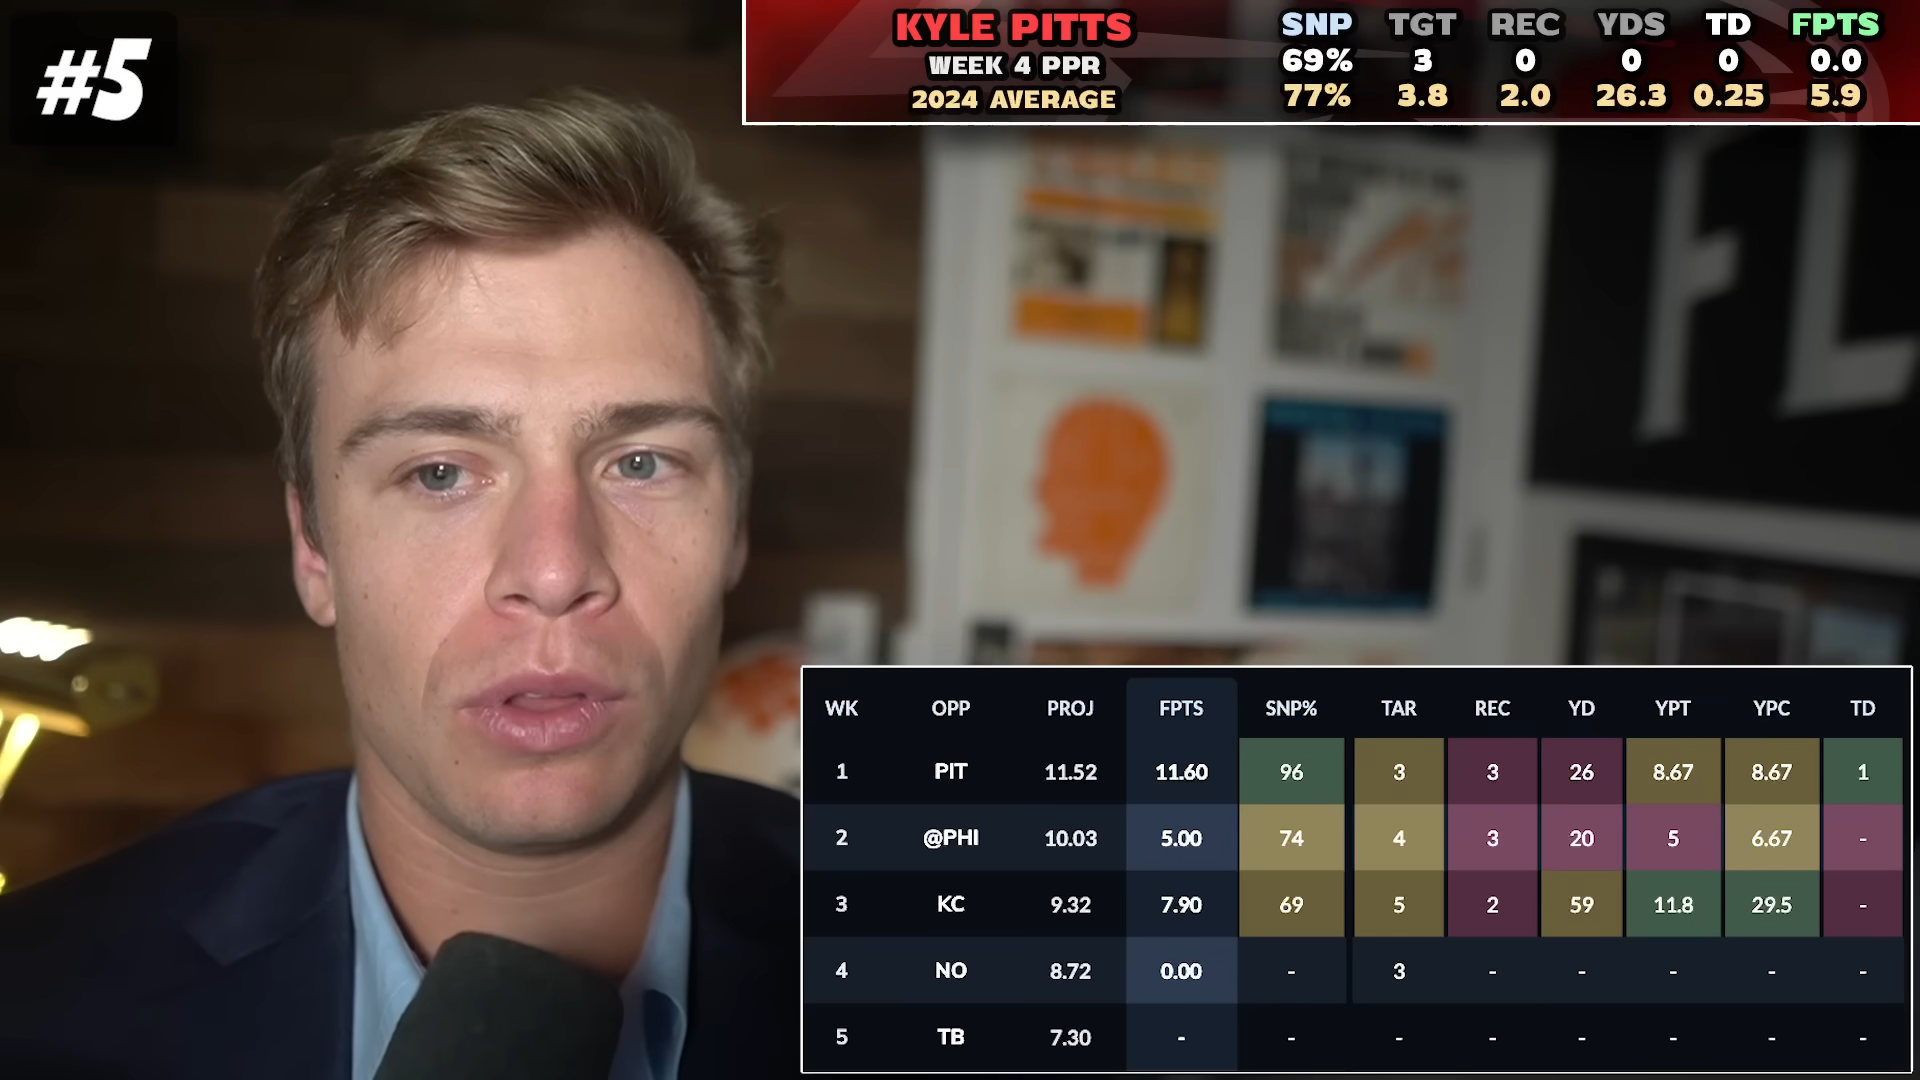 #5
KYLE PITTS SNP TGT REC YDS TD FPTS
WEEK 4 PPR 69% 3 0 0 0 0.0
2024 AVERAGE 77% 3.8 2.0 26.3 0.25 5.9
FL
WK OPP PROJ FPTS SNP% TAR REC YD YPT YPC TD
1 PIT 11.52 11.60 96 3 3 26 8.67 8.67 1
2 @PHI 10.03 5.00 74 4 3 20 5 6.67 -
3 KC 9.32 7.90 69 5 2 59 11.8 29.5 -
4 NO 8.72 0.00 - 3 - - - - -
5 TB 7.30 - - - - - - - -